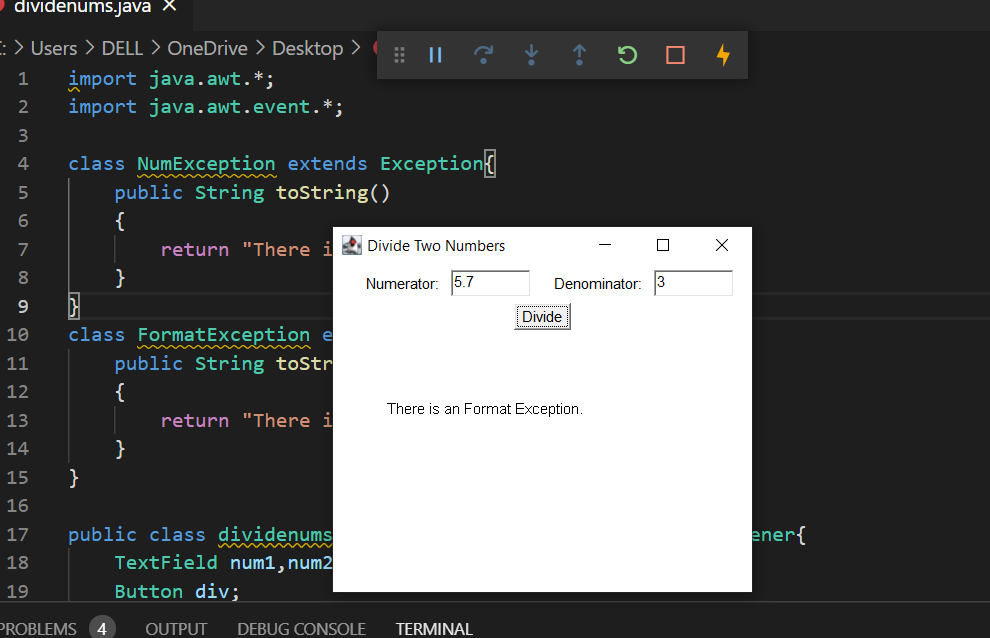 dividenums.java
: > Users > DELL > OneDrive > Desktop >
1 import java.awt.*;
2 import java.awt.event.*;
3
4 class NumException extends Exception{
5 public String toString()
6 {
7 return "There i
8 }
9 }
10 class FormatException e
11 public String toStr
12 {
13 return "There i
14 }
15 }
16
17 public class dividenums ener{
18 TextField num1,num2
19 Button div;
Divide Two Numbers
Numerator: 5.7 Denominator: 3
Divide
There is an Format Exception.
PROBLEMS 4 OUTPUT DEBUG CONSOLE TERMINAL